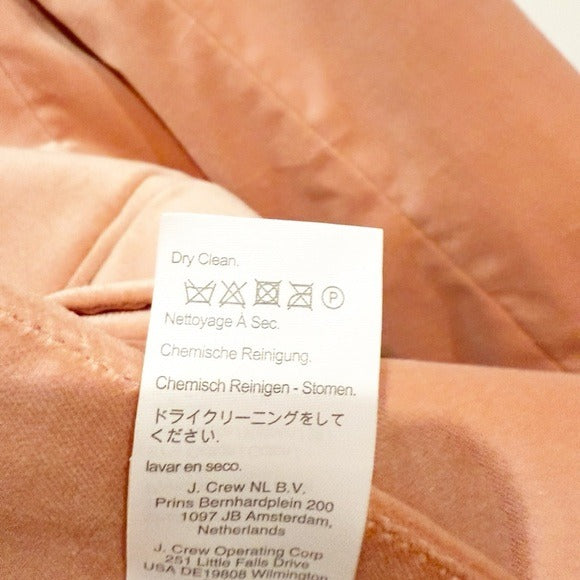 Dry Clean.
P
Nettoyage À Sec.
Chemische Reinigung.
Chemisch Reinigen - Stomen.
ドライクリーニングをして
ください.
lavar en seco.
J. Crew NL B.V.
Prins Bernhardplein 200
1097 JB Amsterdam,
Netherlands
J. Crew Operating Corp
251 Little Falls Drive
USA DE19808 Wilmington